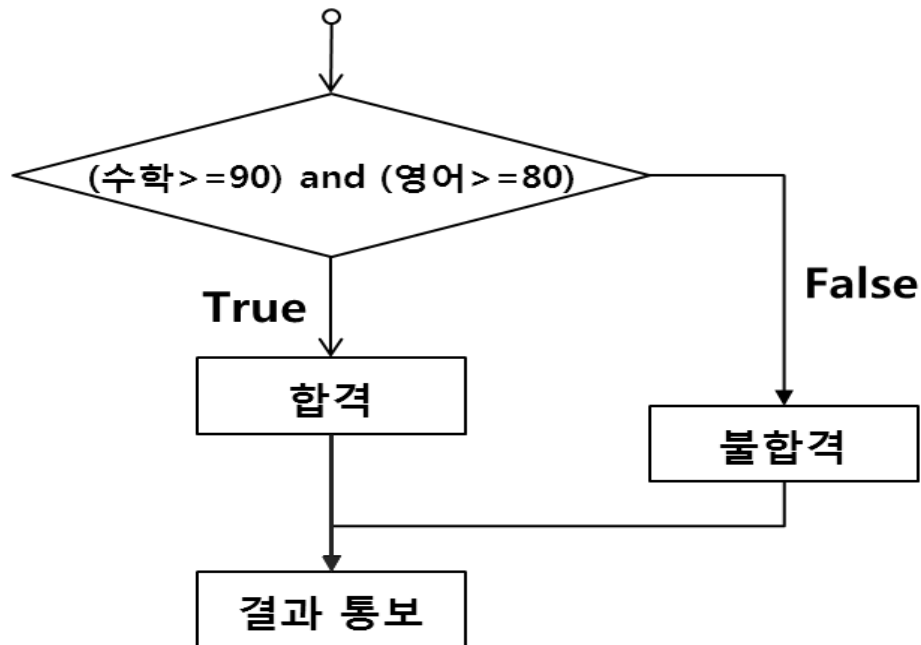 (수학>=90) and (영어>=80)
True
False
합격
불합격
결과 통보